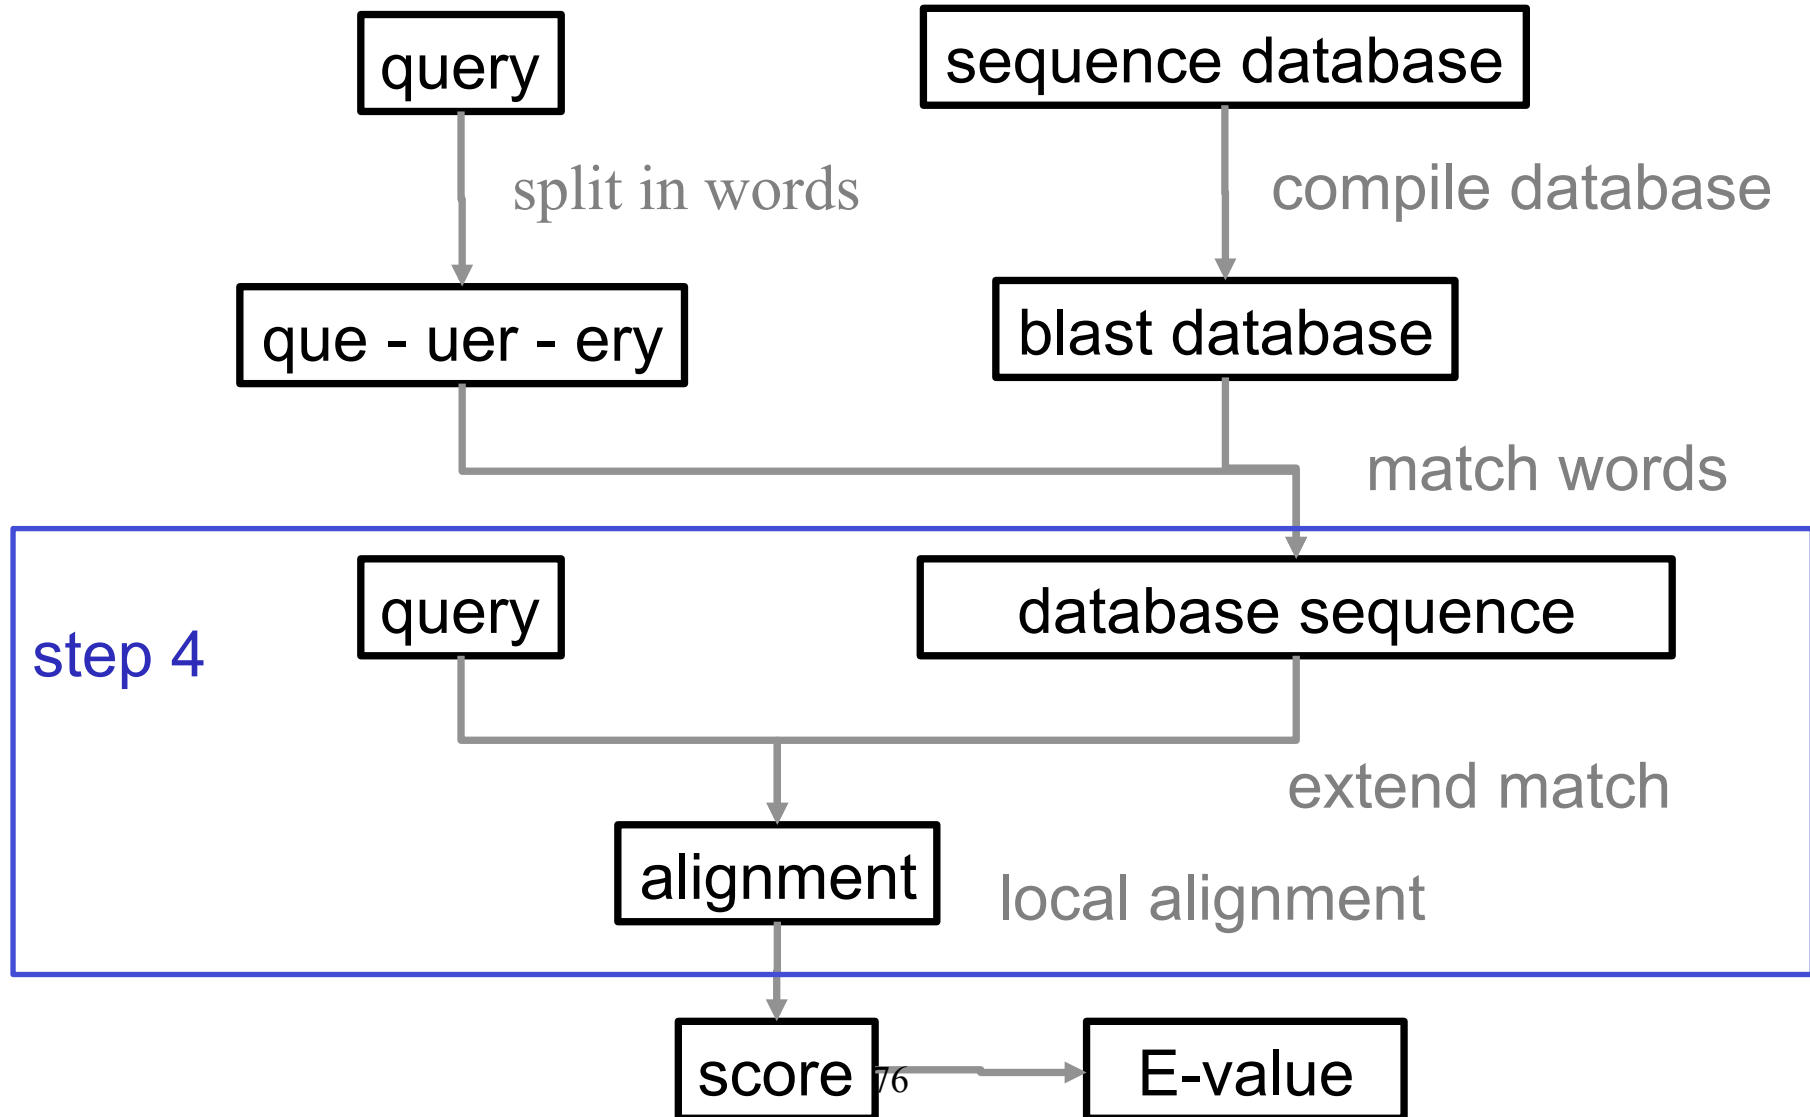 query
sequence database
split in words
compile database
que - uer - ery
blast database
match words
query
database sequence
step 4
extend match
alignment
local alignment
score
76
E-value